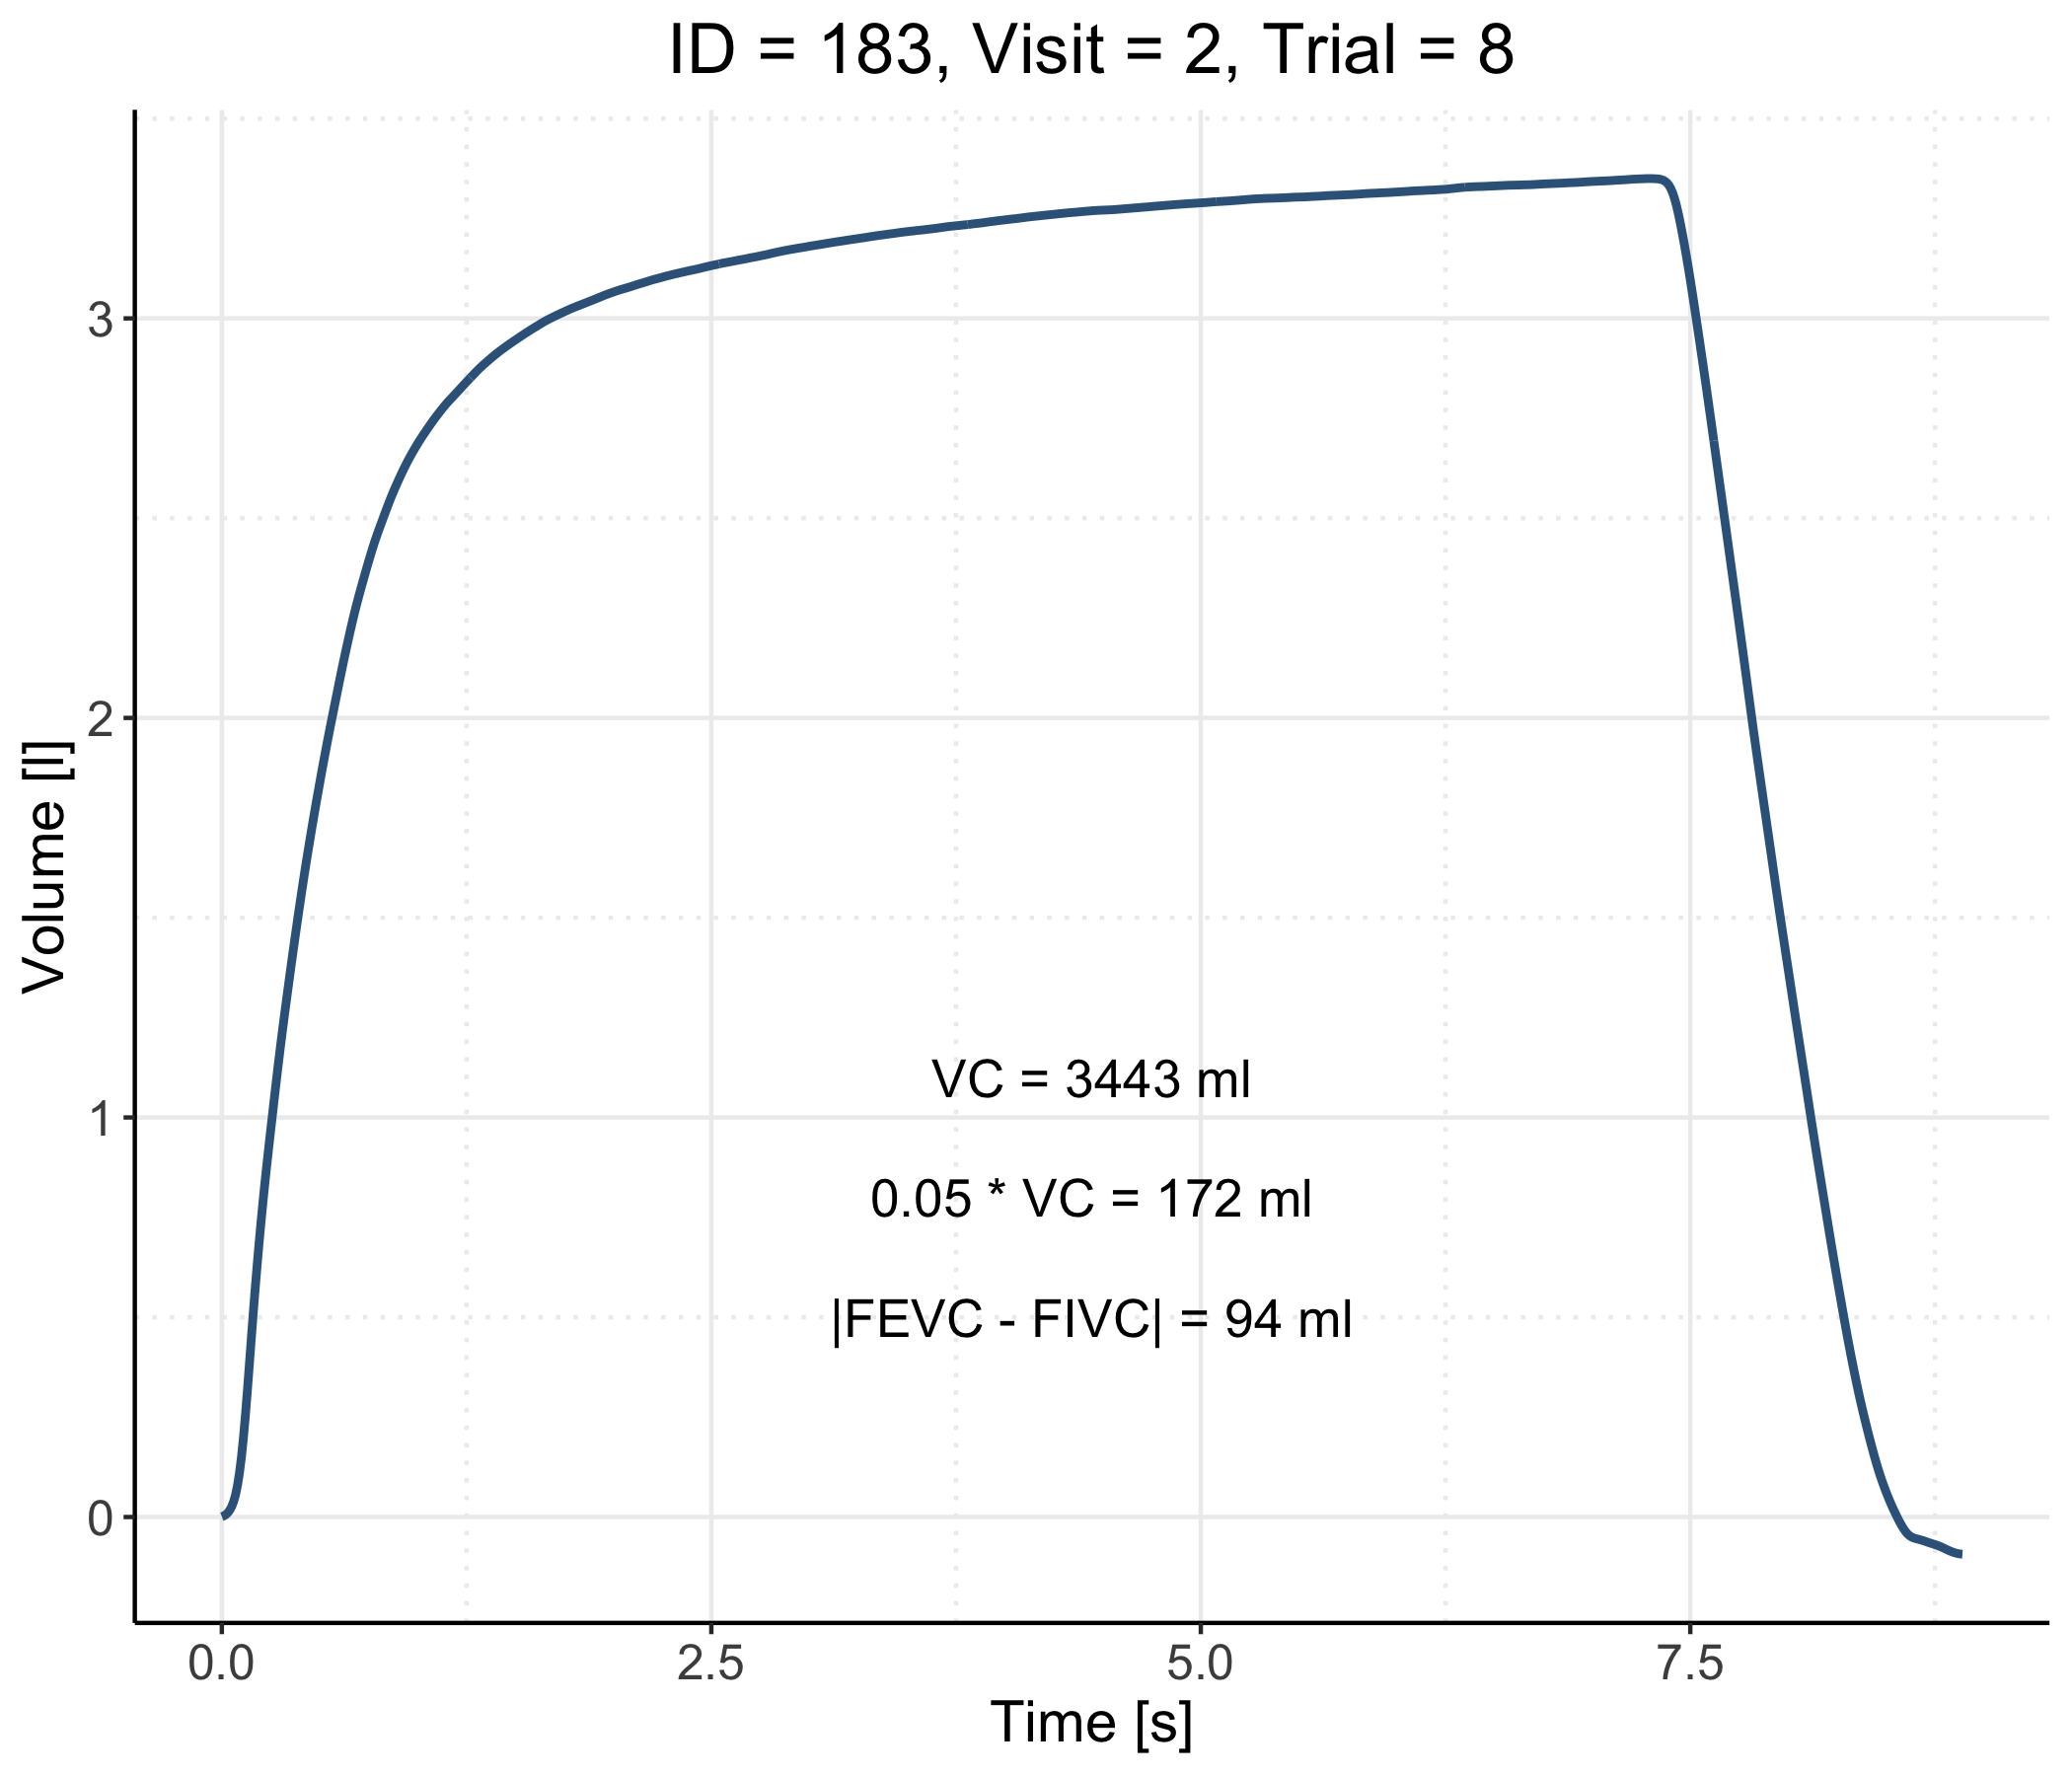 ID = 183, Visit = 2, Trial = 8
Volume [l]
3
2
1
0
VC = 3443 ml
0.05 * VC = 172 ml
|FEVC - FIVC| = 94 ml
0.0 2.5 5.0 7.5
Time [s]